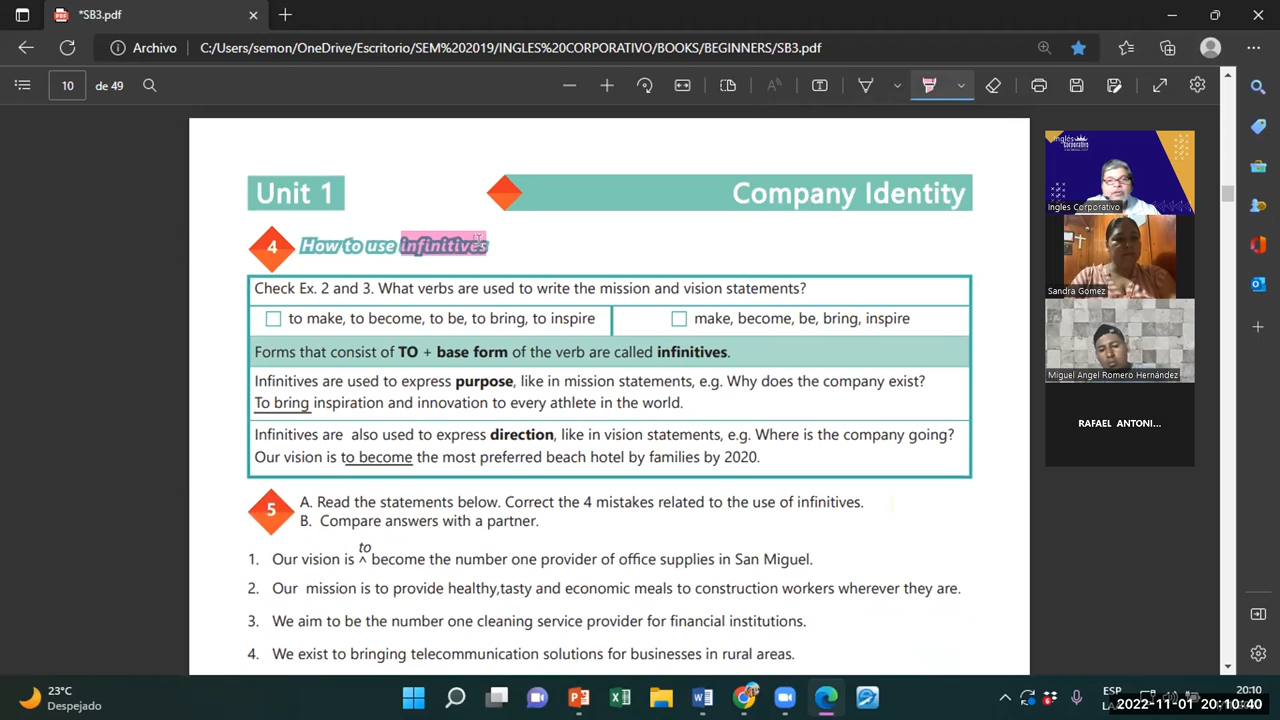 *SB3.pdf
Archivo
C:/Users/semon/OneDrive/Escritorio/SEM%202019/INGLES%20CORPORATIVO/BOOKS/BEGINNERS/SB3.pdf
10 de 49
Unit 1
Company Identity
4 How to use infinitives
Check Ex. 2 and 3. What verbs are used to write the mission and vision statements?
to make, to become, to be, to bring, to inspire
make, become, be, bring, inspire
Forms that consist of TO + base form of the verb are called infinitives.
Infinitives are used to express purpose, like in mission statements, e.g. Why does the company exist?
To bring inspiration and innovation to every athlete in the world.
Infinitives are also used to express direction, like in vision statements, e.g. Where is the company going?
Our vision is to become the most preferred beach hotel by families by 2020.
5 A. Read the statements below. Correct the 4 mistakes related to the use of infinitives.
B. Compare answers with a partner.
to
1. Our vision is ^ become the number one provider of office supplies in San Miguel.
2. Our mission is to provide healthy,tasty and economic meals to construction workers wherever they are.
3. We aim to be the number one cleaning service provider for financial institutions.
4. We exist to bringing telecommunication solutions for businesses in rural areas.
Inglés
Corporativo
Ingles Corporativo
Sandra Gomez
Miguel Angel Romero Hernández
RAFAEL ANTONI...
23°C
Despejado
ESP
20:10
2022-11-01 20:10:40